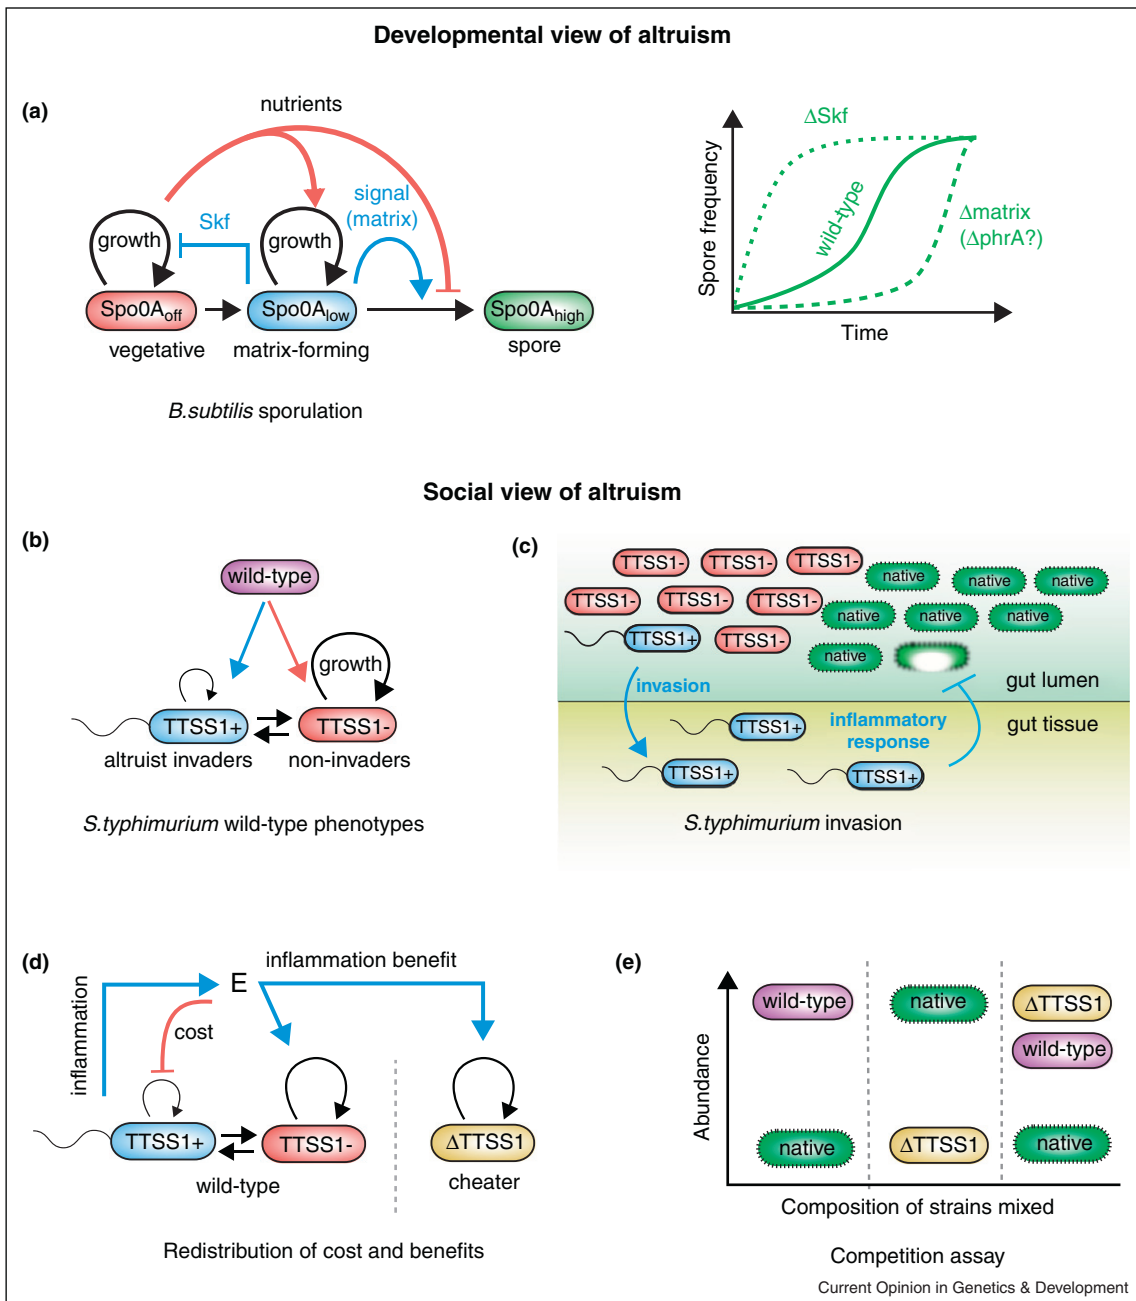 Developmental view of altruism
(a)
nutrients
signal
(matrix)
Skf
growth
growth
Spo0Aoff
Spo0Alow
Spo0Ahigh
vegetative
matrix-forming
spore
B.subtilis sporulation
Spore frequency
ΔSkf
wild-type
Δmatrix
(ΔphrA?)
Time
Social view of altruism
(b)
wild-type
growth
TTSS1+
TTSS1-
altruist invaders
non-invaders
S.typhimurium wild-type phenotypes
(c)
TTSS1-
TTSS1-
TTSS1-
native
native
native
TTSS1-
TTSS1-
TTSS1-
native
native
native
TTSS1+
TTSS1-
native
invasion
gut lumen
gut tissue
TTSS1+
inflammatory
response
TTSS1+
TTSS1+
S.typhimurium invasion
(d)
inflammation benefit
E
cost
inflammation
TTSS1+
TTSS1-
ΔTTSS1
wild-type
cheater
Redistribution of cost and benefits
(e)
Abundance
wild-type
native
ΔTTSS1
wild-type
native
ΔTTSS1
native
Composition of strains mixed
Competition assay
Current Opinion in Genetics & Development